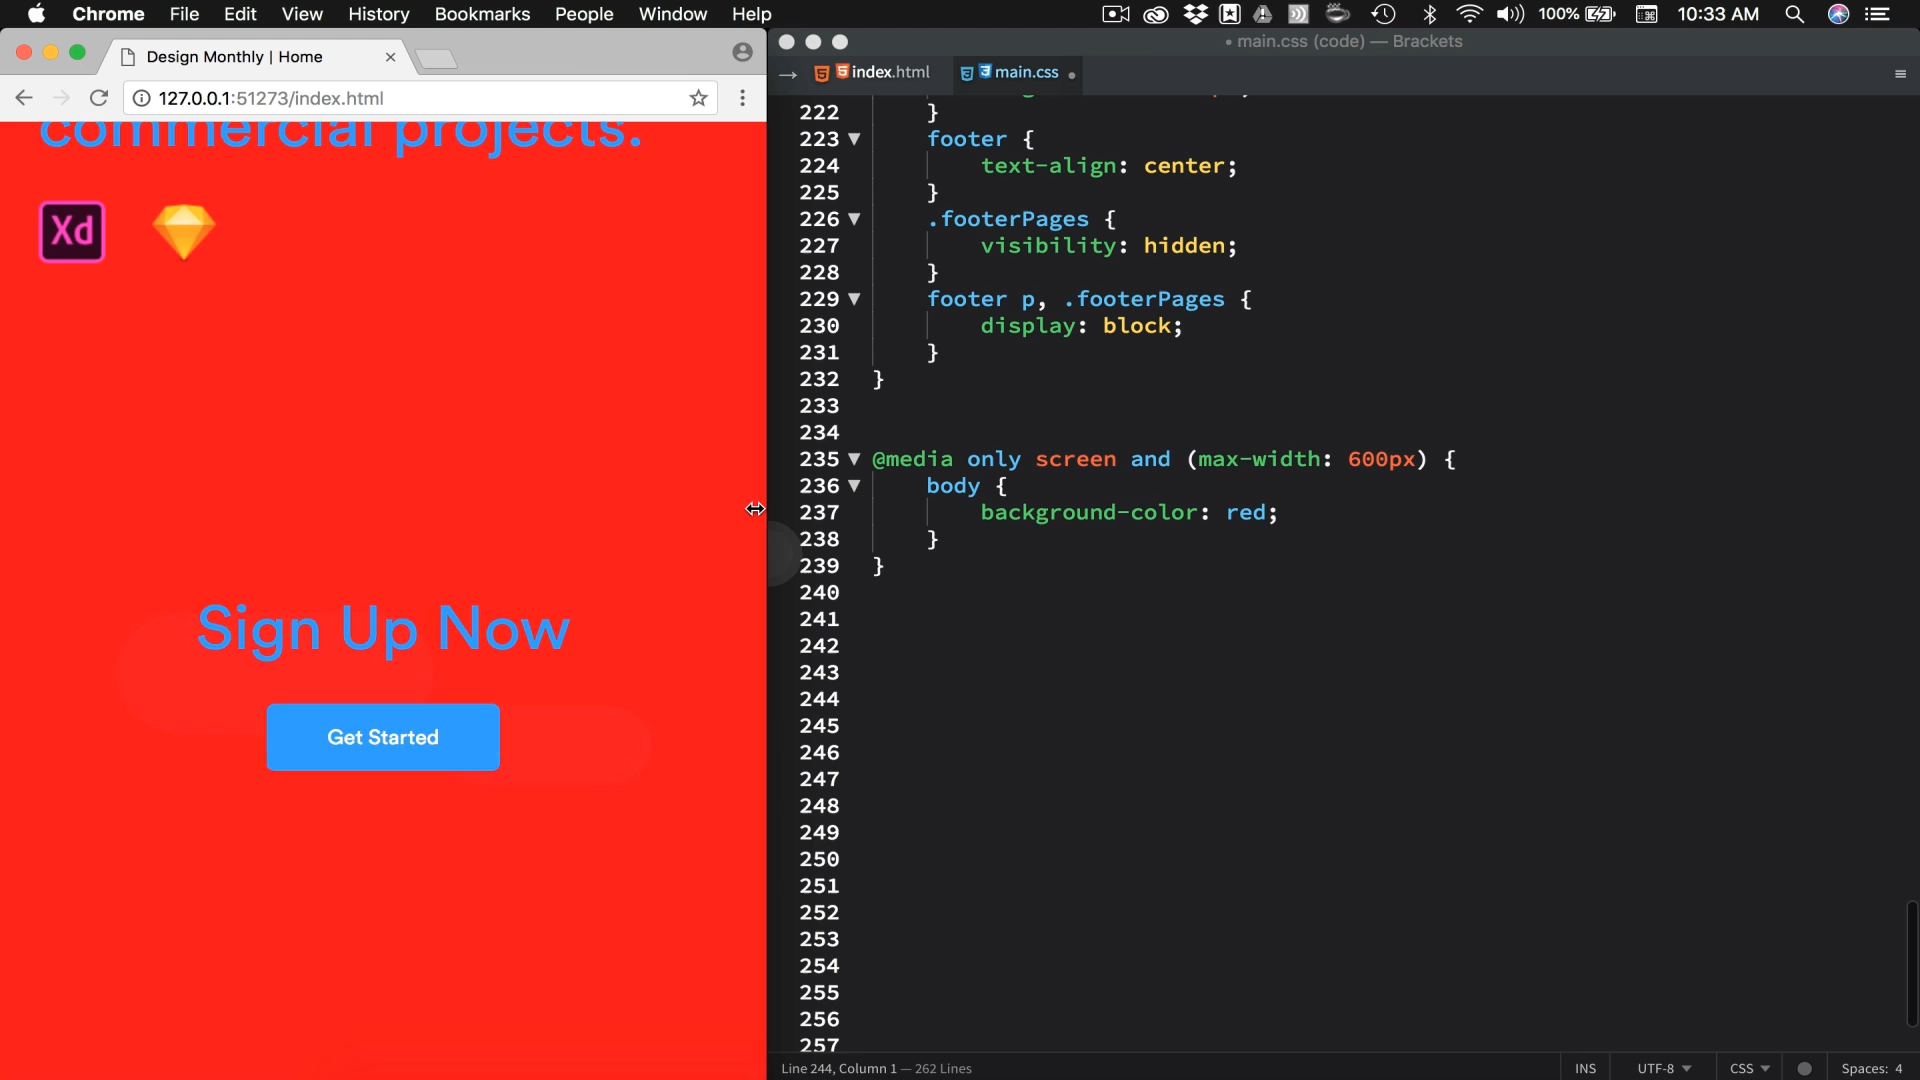 Chrome File Edit View History Bookmarks People Window Help 100% 10:33 AM
Design Monthly | Home
127.0.0.1:51273/index.html
commercial projects.
Xd
Sign Up Now
Get Started
• main.css (code) — Brackets
index.html main.css
222 }
223 footer {
224 text-align: center;
225 }
226 .footerPages {
227 visibility: hidden;
228 }
229 footer p, .footerPages {
230 display: block;
231 }
232 }
233
234
235 @media only screen and (max-width: 600px) {
236 body {
237 background-color: red;
238 }
239 }
240
241
242
243
244
245
246
247
248
249
250
251
252
253
254
255
256
257
Line 244, Column 1 — 262 Lines INS UTF-8 CSS Spaces: 4